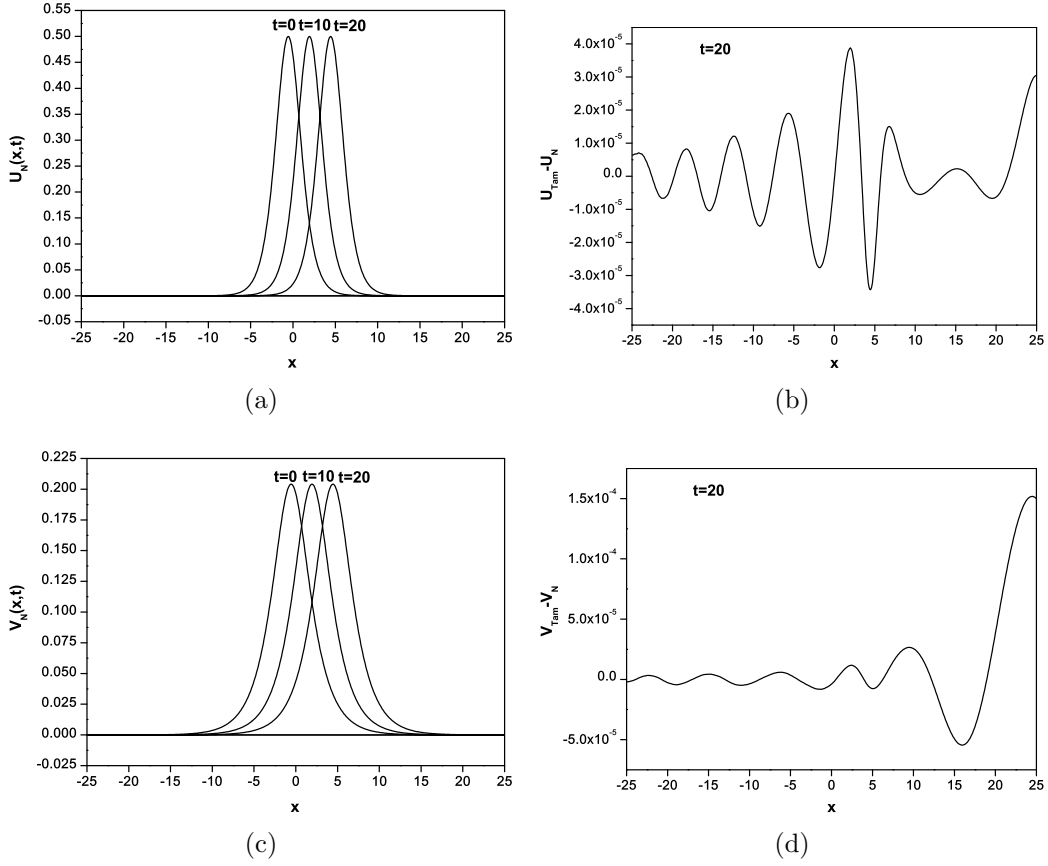 0.55
0.50
0.45
0.40
0.35
0.30
0.25
0.20
0.15
0.10
0.05
0.00
-0.05
U_N(x,t)
t=0 t=10 t=20
-25 -20 -15 -10 -5 0 5 10 15 20 25
x
(a)
4.0x10^-5
3.0x10^-5
2.0x10^-5
1.0x10^-5
0.0
-1.0x10^-5
-2.0x10^-5
-3.0x10^-5
-4.0x10^-5
U_Tam-U_N
t=20
-25 -20 -15 -10 -5 0 5 10 15 20 25
x
(b)
0.225
0.200
0.175
0.150
0.125
0.100
0.075
0.050
0.025
0.000
-0.025
V_N(x,t)
t=0 t=10 t=20
-25 -20 -15 -10 -5 0 5 10 15 20 25
x
(c)
1.5x10^-4
1.0x10^-4
5.0x10^-5
0.0
-5.0x10^-5
V_Tam-V_N
t=20
-25 -20 -15 -10 -5 0 5 10 15 20 25
x
(d)